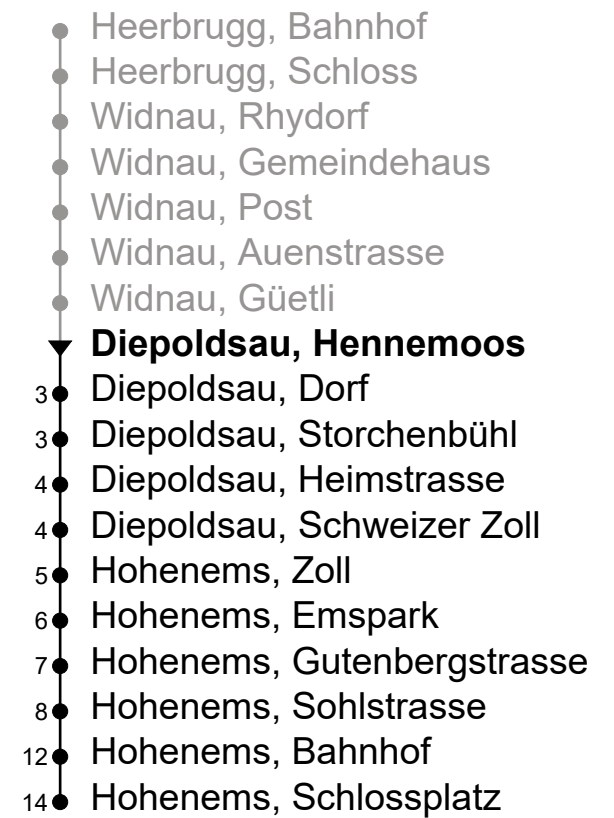 Heerbrugg, Bahnhof
Heerbrugg, Schloss
Widnau, Rhydorf
Widnau, Gemeindehaus
Widnau, Post
Widnau, Auenstrasse
Widnau, Güetli
Diepoldsau, Hennemoos
3 Diepoldsau, Dorf
3 Diepoldsau, Storchenbühl
4 Diepoldsau, Heimstrasse
4 Diepoldsau, Schweizer Zoll
5 Hohenems, Zoll
6 Hohenems, Emspark
7 Hohenems, Gutenbergstrasse
8 Hohenems, Sohlstrasse
12 Hohenems, Bahnhof
14 Hohenems, Schlossplatz